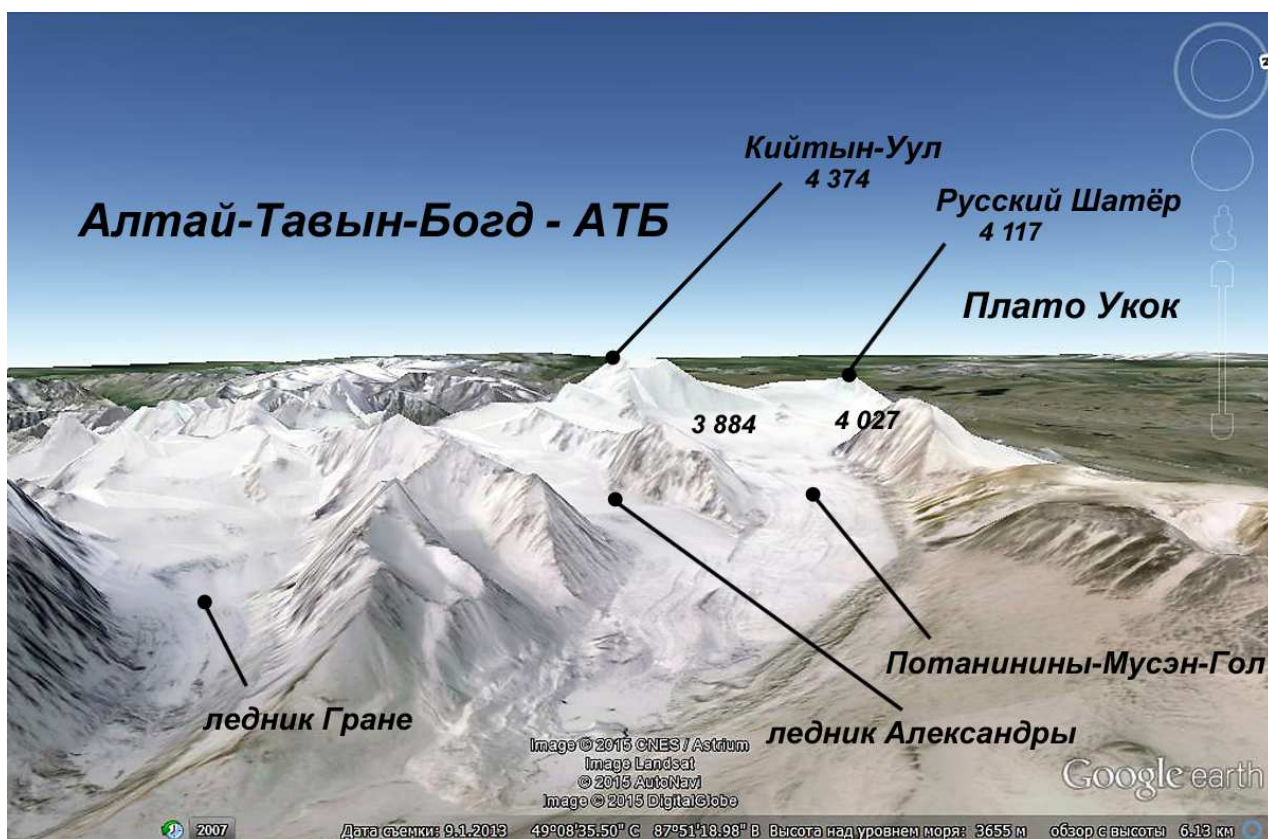 Кийтын-Уул
4 374
Русский Шатёр
4 117
Алтай-Тавын-Богд - АТБ
Плато Укок
3 884
4 027
Потанинины-Мусэн-Гол
ледник Гране
ледник Александры
Image © 2015 CNES / Astrium
Image Landsat
© 2015 AutoNavi
Image © 2015 DigitalGlobe
Google earth
2007
Дата съемки: 9.1.2013 49°08'35.50" С 87°51'18.98" В Высота над уровнем моря: 3655 м обзор с высоты 6.13 км